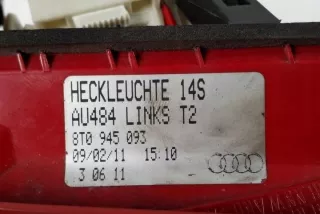 HECKLEUCHTE 14S
AU484 LINKS T2
8T0 945 093
09/02/11 15:10
3 06 11